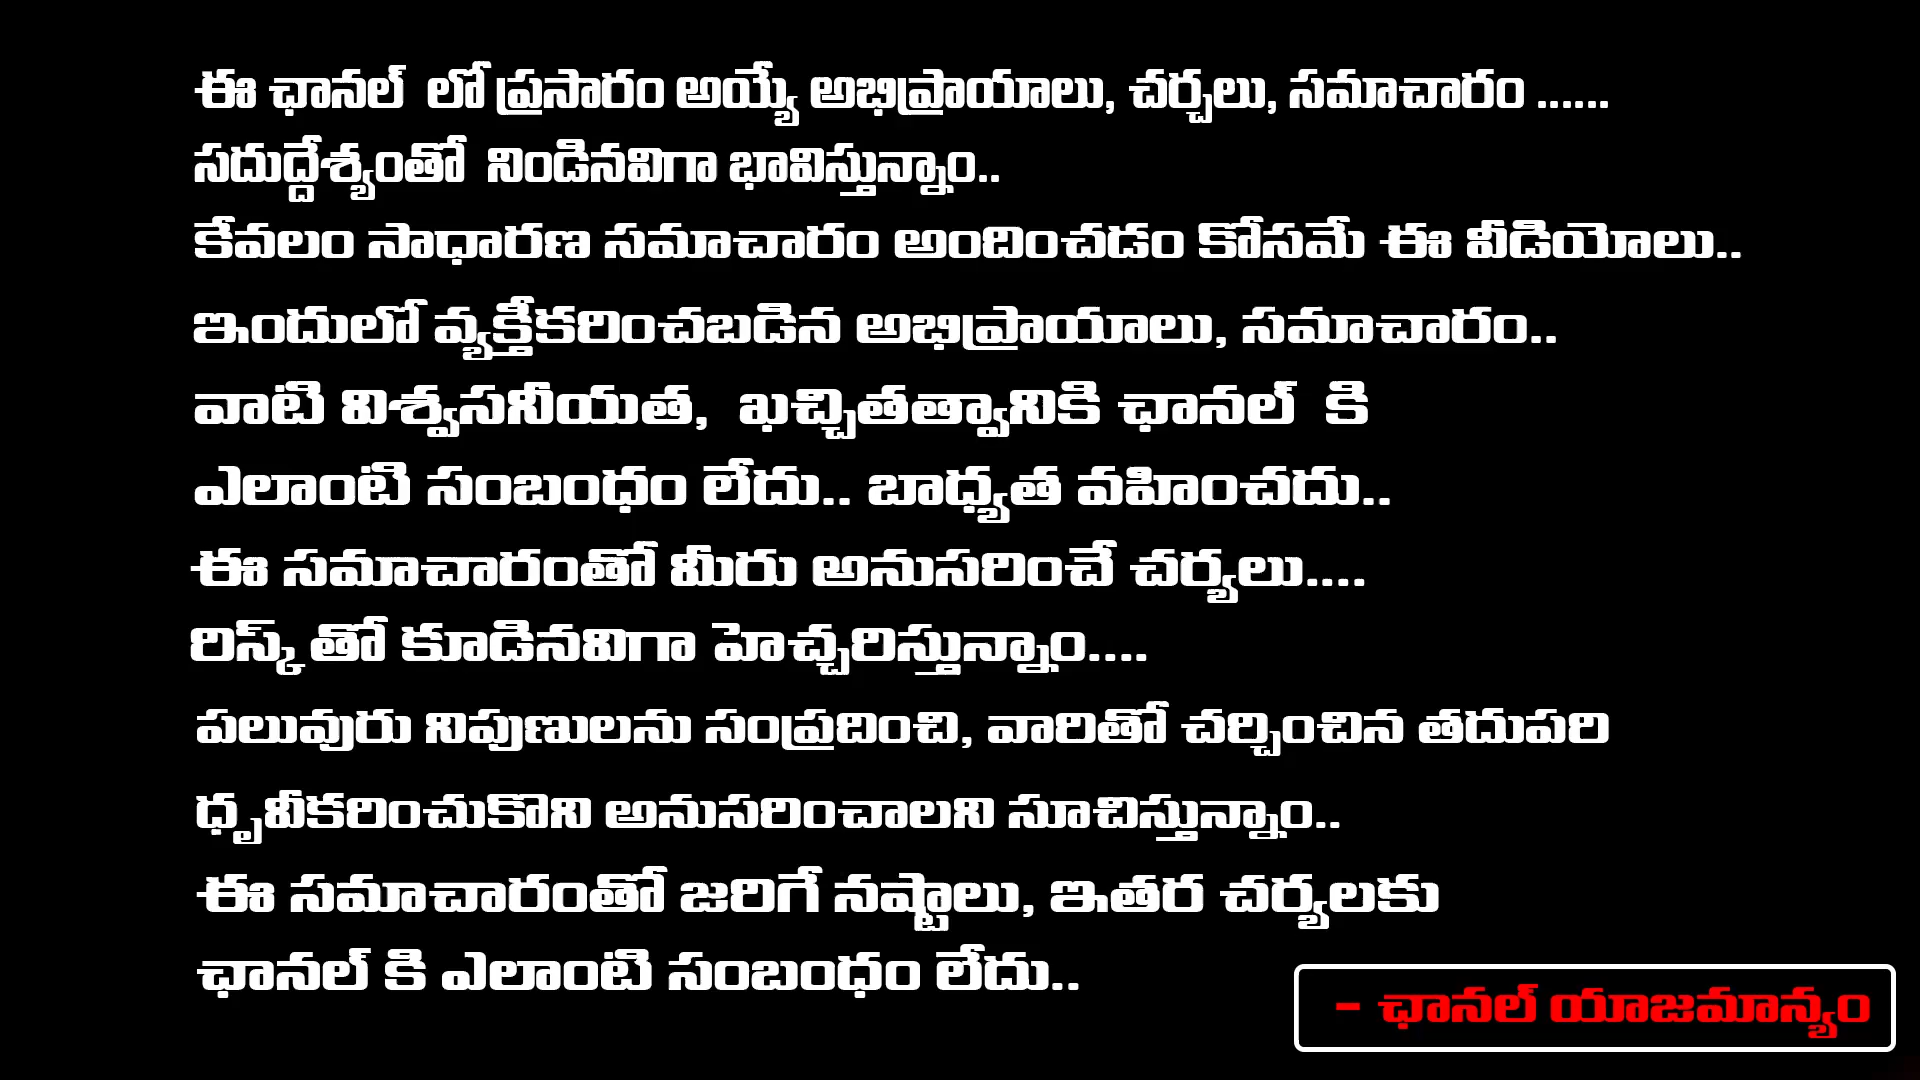 ఈ ఛానల్ లో ప్రసారం అయ్యే అభిప్రాయాలు, చర్చలు, సమాచారం ......
సదుద్దేశ్యంతో నిండినవిగా భావిస్తున్నాం..
కేవలం సాధారణ సమాచారం అందించడం కోసమే ఈ వీడియోలు..
ఇందులో వ్యక్తీకరించబడిన అభిప్రాయాలు, సమాచారం..
వాటి విశ్వసనీయత, ఖచ్చితత్వానికి ఛానల్ కి
ఎలాంటి సంబంధం లేదు.. బాధ్యత వహించదు..
ఈ సమాచారంతో మీరు అనుసరించే చర్యలు....
రిస్క్ తో కూడినవిగా హెచ్చరిస్తున్నాం....
పలువురు నిపుణులను సంప్రదించి, వారితో చర్చించిన తదుపరి
ధృవీకరించుకొని అనుసరించాలని సూచిస్తున్నాం..
ఈ సమాచారంతో జరిగే నష్టాలు, ఇతర చర్యలకు
ఛానల్ కి ఎలాంటి సంబంధం లేదు..
- ఛానల్ యాజమాన్యం